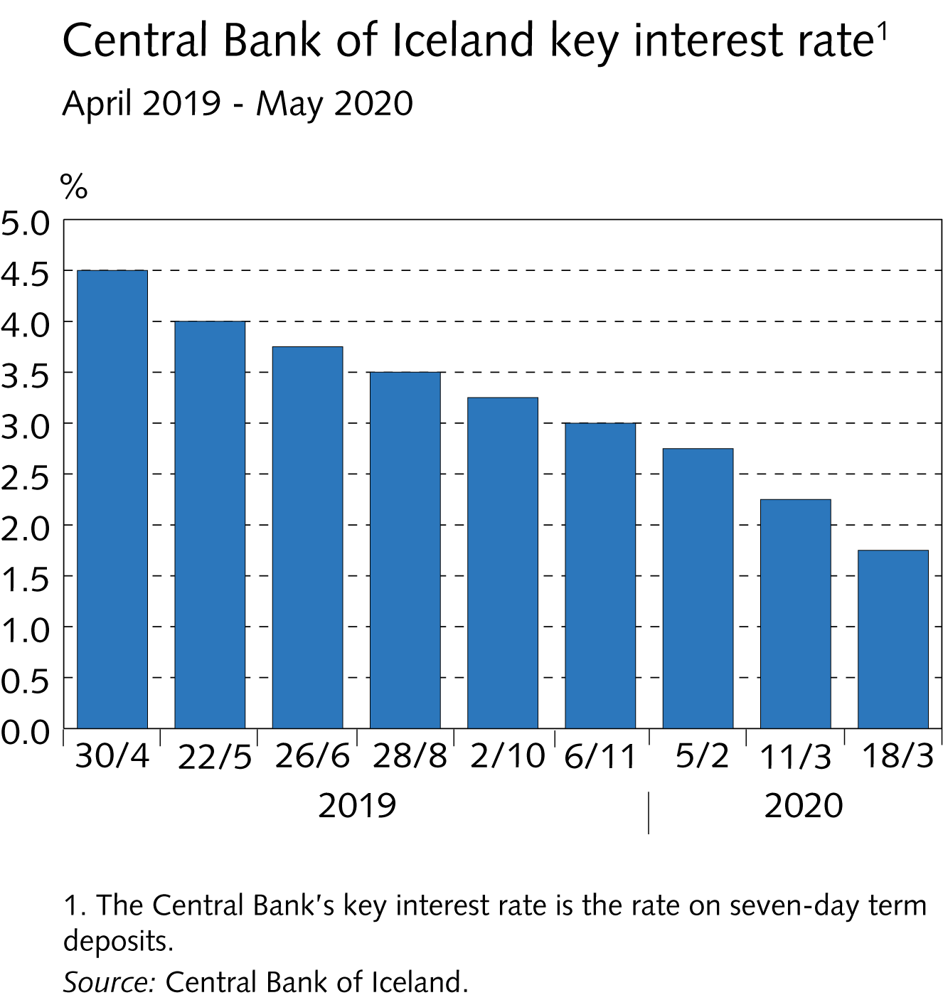 Central Bank of Iceland key interest rate¹
April 2019 - May 2020
%
5.0
4.5
4.0
3.5
3.0
2.5
2.0
1.5
1.0
0.5
0.0
30/4 22/5 26/6 28/8 2/10 6/11 5/2 11/3 18/3
2019 2020
1. The Central Bank's key interest rate is the rate on seven-day term
deposits.
Source: Central Bank of Iceland.